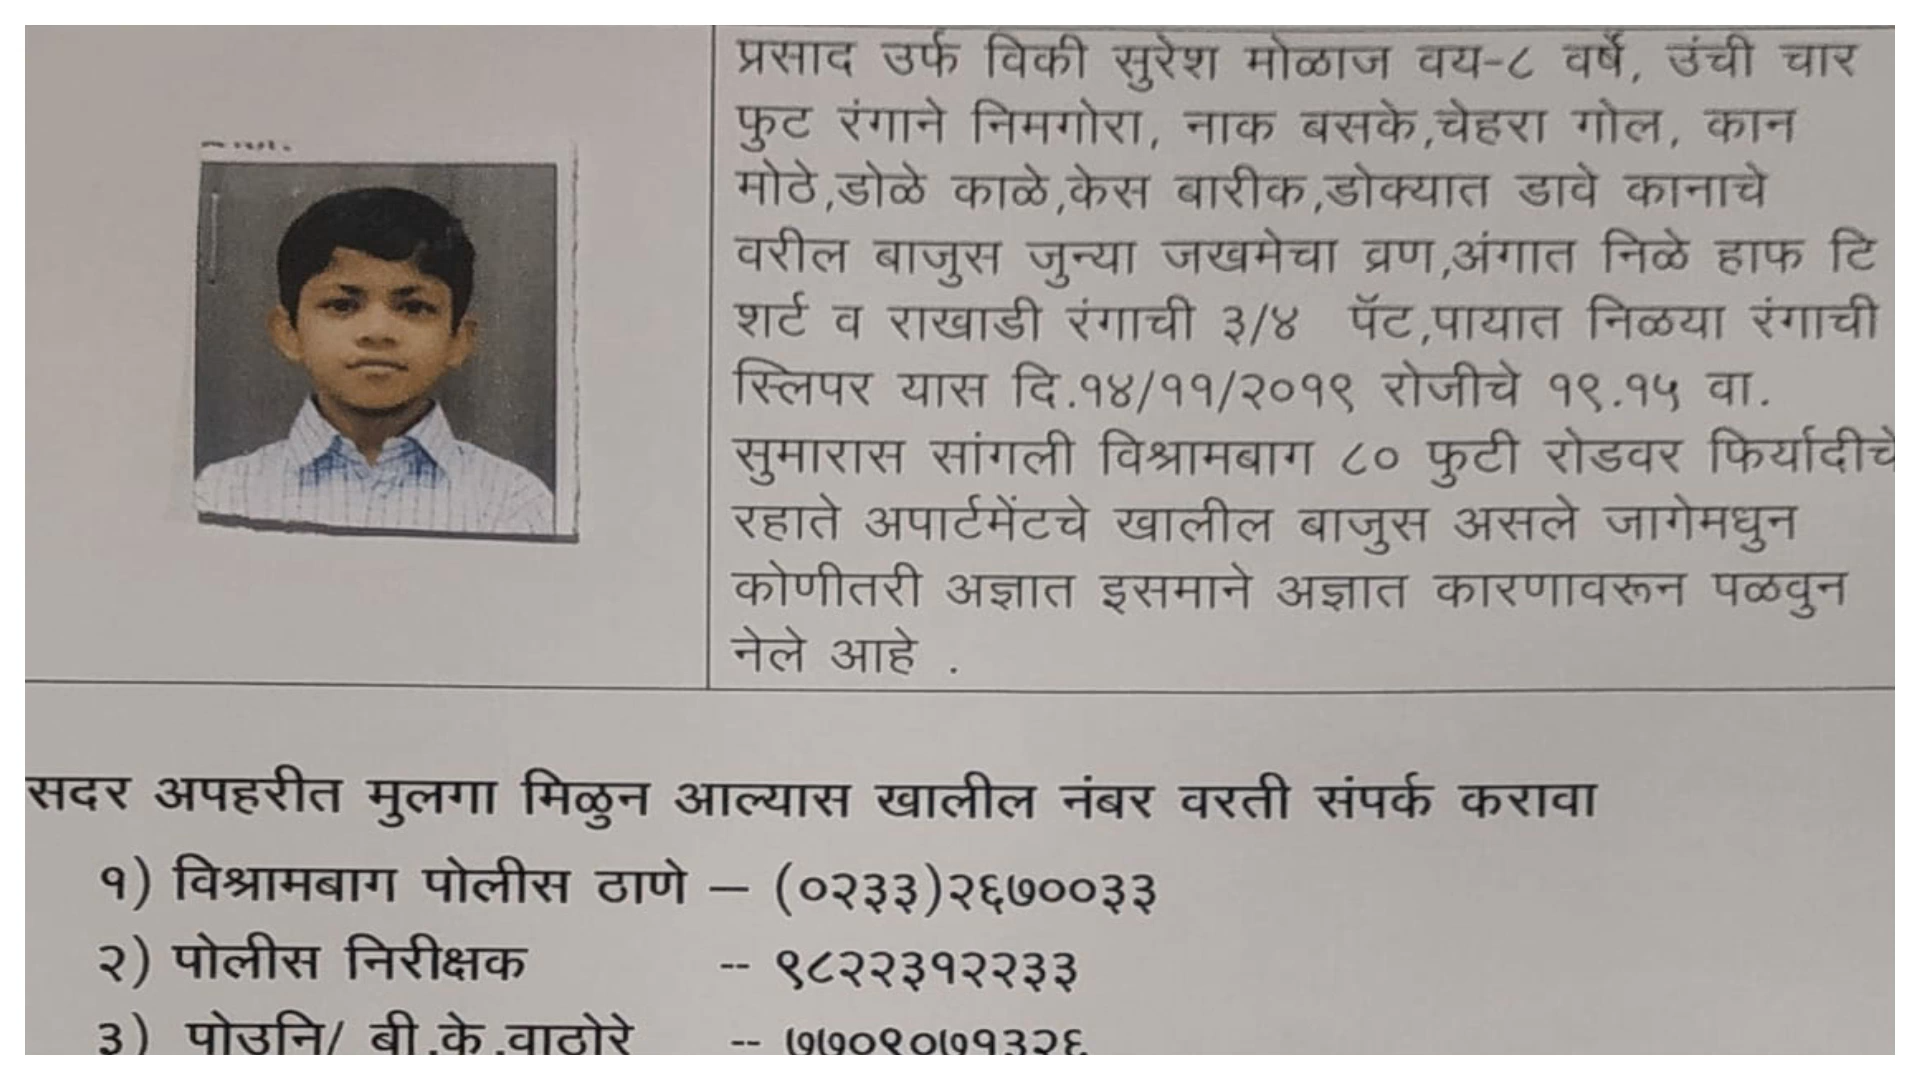 प्रसाद उर्फ विकी सुरेश मोळाज वय-८ वर्षे, उंची चार
फुट रंगाने निमगोरा, नाक बसके,चेहरा गोल, कान
मोठे,डोळे काळे,केस बारीक,डोक्यात डावे कानाचे
वरील बाजुस जुन्या जखमेचा व्रण,अंगात निळे हाफ टि
शर्ट व राखाडी रंगाची ३/४ पॅट,पायात निळया रंगाची
स्लिपर यास दि.१४/११/२०१९ रोजीचे १९.१५ वा.
सुमारास सांगली विश्रामबाग ८० फुटी रोडवर फिर्यादीचे
रहाते अपार्टमेंटचे खालील बाजुस असले जागेमधुन
कोणीतरी अज्ञात इसमाने अज्ञात कारणावरून पळवुन
नेले आहे .
सदर अपहरीत मुलगा मिळुन आल्यास खालील नंबर वरती संपर्क करावा
१) विश्रामबाग पोलीस ठाणे – (०२३३)२६७००३३
२) पोलीस निरीक्षक -- ९८२२३१२२३३
३) पोउनि/ बी.के.वाठोरे -- ७७०९०७१३२६